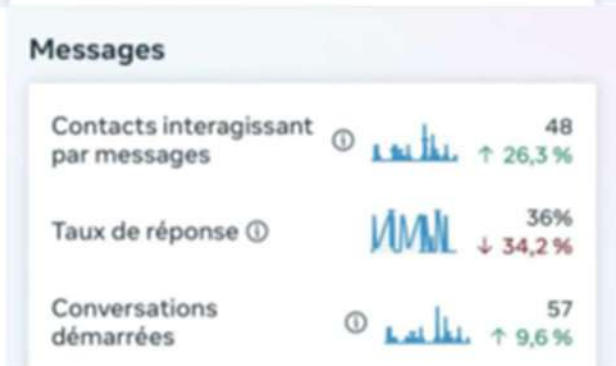 Messages
Contacts interagissant
par messages
48
↑ 26,3 %
Taux de réponse
36%
↓ 34,2 %
Conversations
démarrées
57
↑ 9,6 %